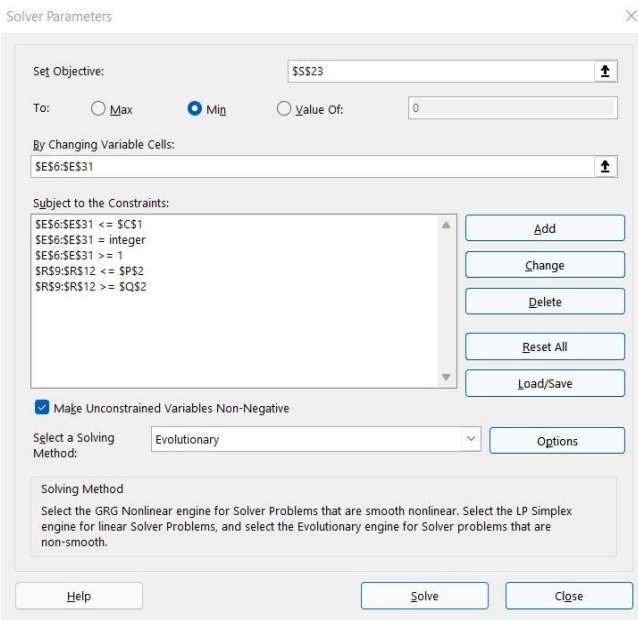 Solver Parameters
Set Objective:
$S$23
To:
Max
Min
Value Of:
0
By Changing Variable Cells:
$E$6:$E$31
Subject to the Constraints:
$E$6:$E$31 <= $C$1
$E$6:$E$31 = integer
$E$6:$E$31 >= 1
$R$9:$R$12 <= $P$2
$R$9:$R$12 >= $Q$2
Add
Change
Delete
Reset All
Load/Save
Make Unconstrained Variables Non-Negative
Select a Solving
Method:
Evolutionary
Options
Solving Method
Select the GRG Nonlinear engine for Solver Problems that are smooth nonlinear. Select the LP Simplex
engine for linear Solver Problems, and select the Evolutionary engine for Solver problems that are
non-smooth.
Help
Solve
Close